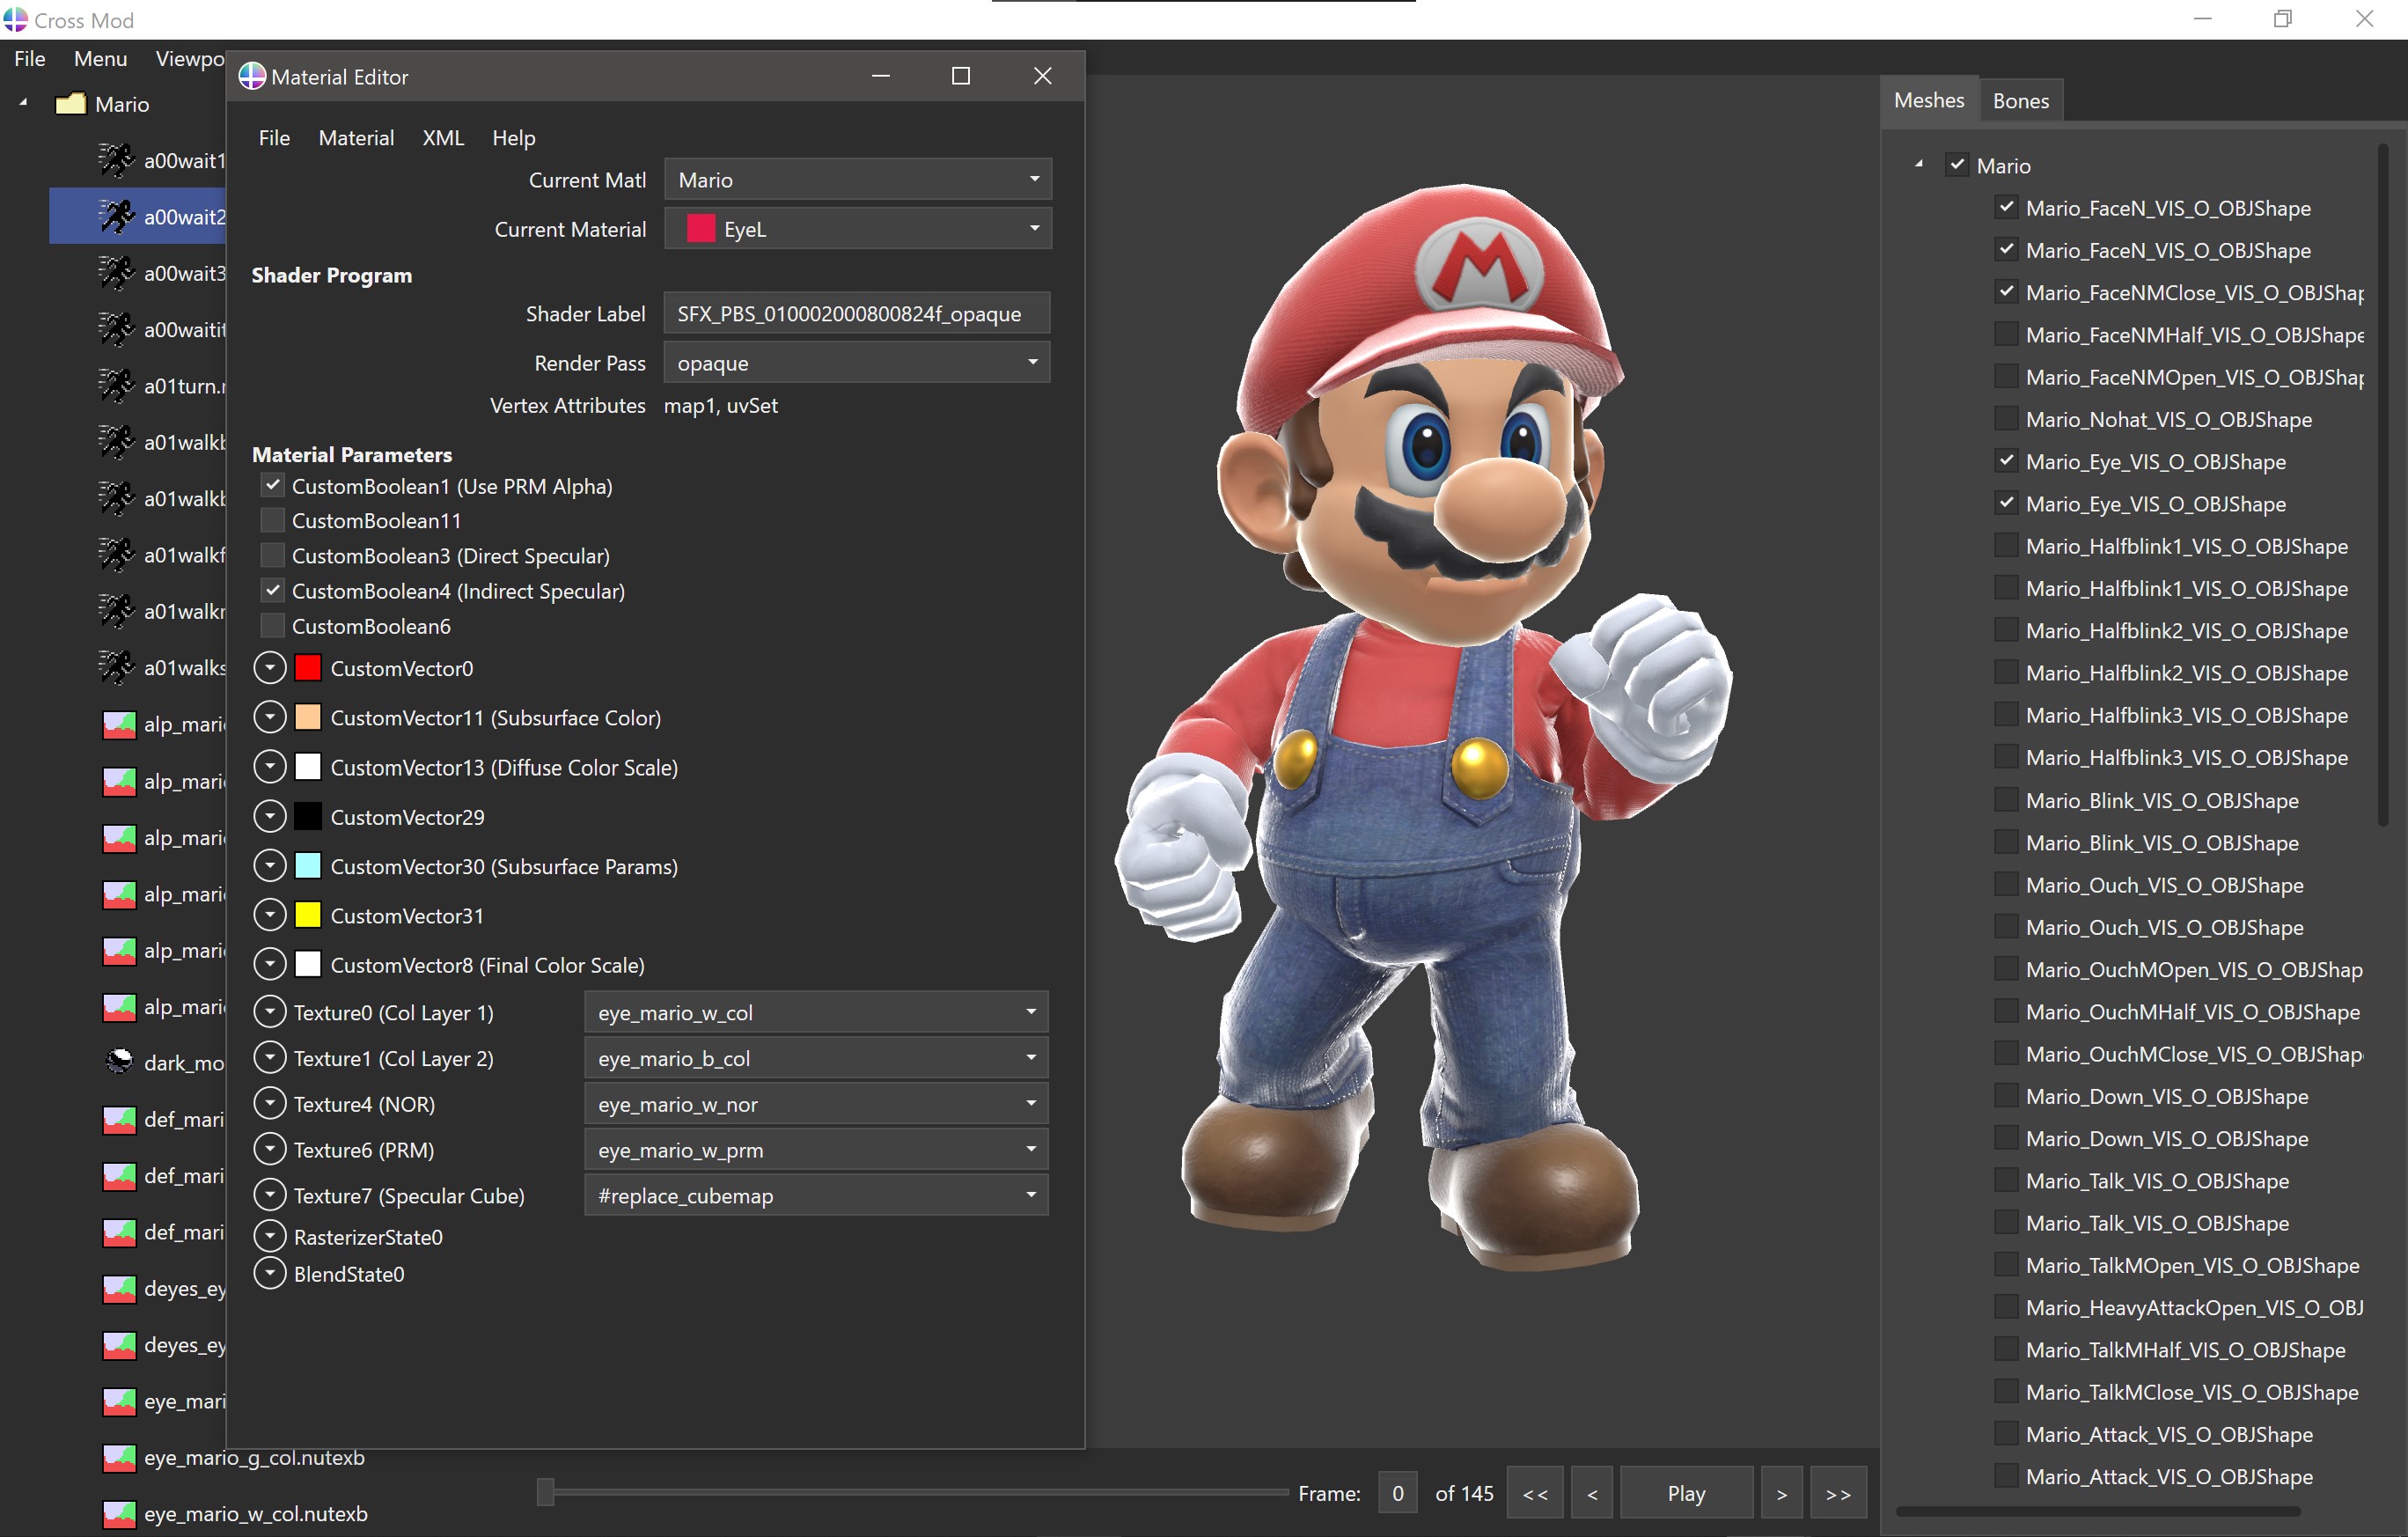 Cross Mod
File Menu Viewpo
Mario
a00wait1
a00wait2
a00wait3
a00waitit
a01turn.r
a01walkb
a01walkb
a01walkf
a01walkr
a01walks
alp_mari
alp_mari
alp_mari
alp_mari
alp_mari
alp_mari
dark_mo
def_mari
def_mari
def_mari
deyes_ey
deyes_ey
eye_mari
eye_mario_g_col.nutexb
eye_mario_w_col.nutexb
Material Editor
File Material XML Help
Current Matl Mario
Current Material EyeL
Shader Program
Shader Label SFX_PBS_010002000800824f_opaque
Render Pass opaque
Vertex Attributes map1, uvSet
Material Parameters
CustomBoolean1 (Use PRM Alpha)
CustomBoolean11
CustomBoolean3 (Direct Specular)
CustomBoolean4 (Indirect Specular)
CustomBoolean6
CustomVector0
CustomVector11 (Subsurface Color)
CustomVector13 (Diffuse Color Scale)
CustomVector29
CustomVector30 (Subsurface Params)
CustomVector31
CustomVector8 (Final Color Scale)
Texture0 (Col Layer 1) eye_mario_w_col
Texture1 (Col Layer 2) eye_mario_b_col
Texture4 (NOR) eye_mario_w_nor
Texture6 (PRM) eye_mario_w_prm
Texture7 (Specular Cube) #replace_cubemap
RasterizerState0
BlendState0
M
Frame: 0 of 145 << < Play > >>
Meshes Bones
Mario
Mario_FaceN_VIS_O_OBJShape
Mario_FaceN_VIS_O_OBJShape
Mario_FaceNMClose_VIS_O_OBJShap
Mario_FaceNMHalf_VIS_O_OBJShape
Mario_FaceNMOpen_VIS_O_OBJShap
Mario_Nohat_VIS_O_OBJShape
Mario_Eye_VIS_O_OBJShape
Mario_Eye_VIS_O_OBJShape
Mario_Halfblink1_VIS_O_OBJShape
Mario_Halfblink1_VIS_O_OBJShape
Mario_Halfblink2_VIS_O_OBJShape
Mario_Halfblink2_VIS_O_OBJShape
Mario_Halfblink3_VIS_O_OBJShape
Mario_Halfblink3_VIS_O_OBJShape
Mario_Blink_VIS_O_OBJShape
Mario_Blink_VIS_O_OBJShape
Mario_Ouch_VIS_O_OBJShape
Mario_Ouch_VIS_O_OBJShape
Mario_OuchMOpen_VIS_O_OBJShap
Mario_OuchMHalf_VIS_O_OBJShape
Mario_OuchMClose_VIS_O_OBJShap
Mario_Down_VIS_O_OBJShape
Mario_Down_VIS_O_OBJShape
Mario_Talk_VIS_O_OBJShape
Mario_Talk_VIS_O_OBJShape
Mario_TalkMOpen_VIS_O_OBJShape
Mario_HeavyAttackOpen_VIS_O_OBJ
Mario_TalkMHalf_VIS_O_OBJShape
Mario_TalkMClose_VIS_O_OBJShape
Mario_Attack_VIS_O_OBJShape
Mario_Attack_VIS_O_OBJShape